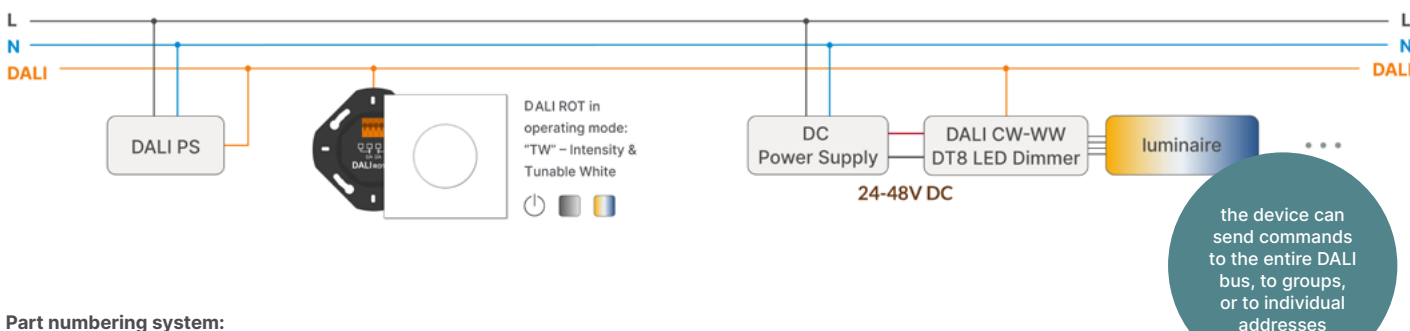 L
L
N
N
DALI
DALI
DALI PS
DALI ROT
DALI ROT in
operating mode:
"TW" – Intensity &
Tunable White
DC
Power Supply
DALI CW-WW
DT8 LED Dimmer
luminaire
24-48V DC
the device can
send commands
to the entire DALI
bus, to groups,
or to individual
addresses
Part numbering system: